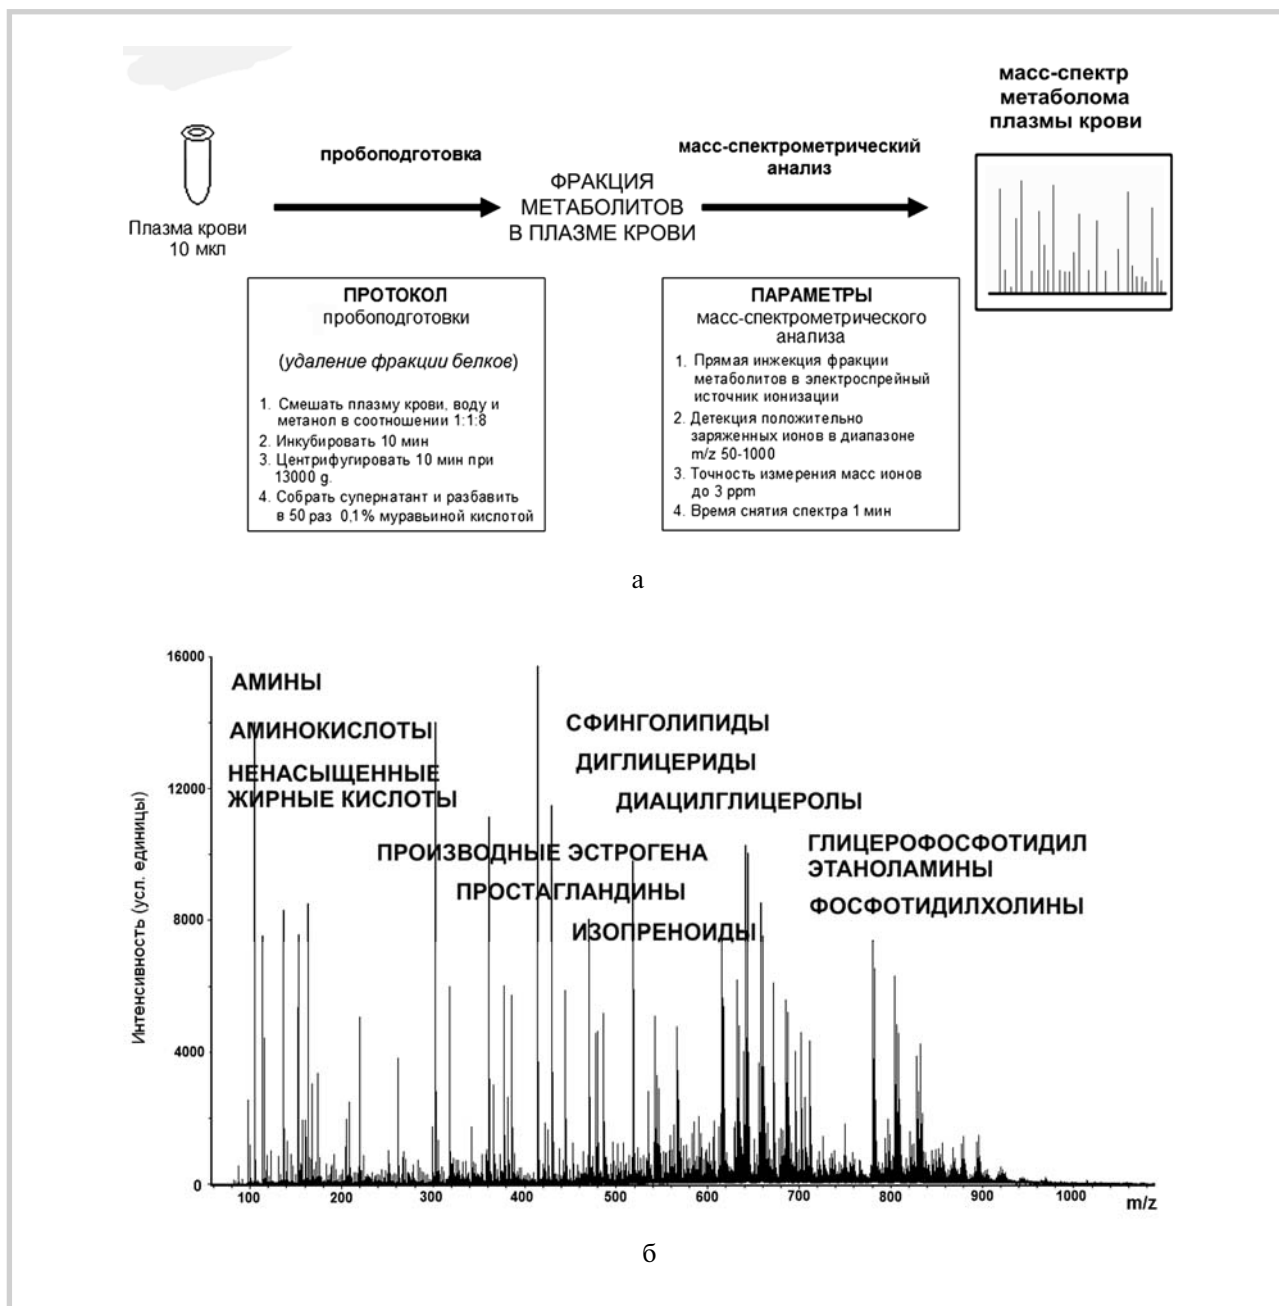 масс-спектр
метаболома
плазмы крови
пробоподготовка
масс-спектрометрический
анализ
ФРАКЦИЯ
МЕТАБОЛИТОВ
В ПЛАЗМЕ КРОВИ
Плазма крови
10 мкл
ПРОТОКОЛ
пробоподготовки
(удаление фракции белков)
1. Смешать плазму крови, воду и
метанол в соотношении 1:1:8
2. Инкубировать 10 мин
3. Центрифугировать 10 мин при
13000 g.
4. Собрать супернатант и разбавить
в 50 раз 0,1% муравьиной кислотой
ПАРАМЕТРЫ
масс-спектрометрического
анализа
1. Прямая инжекция фракции
метаболитов в электроспрейный
источник ионизации
2. Детекция положительно
заряженных ионов в диапазоне
m/z 50-1000
3. Точность измерения масс ионов
до 3 ppm
4. Время снятия спектра 1 мин
а
16000
12000
8000
4000
0
Интенсивность (усл. единицы)
АМИНЫ
АМИНОКИСЛОТЫ
НЕНАСЫЩЕННЫЕ
ЖИРНЫЕ КИСЛОТЫ
СФИНГОЛИПИДЫ
ДИГЛИЦЕРИДЫ
ДИАЦИЛГЛИЦЕРОЛЫ
ПРОИЗВОДНЫЕ ЭСТРОГЕНА
ПРОСТАГЛАНДИНЫ
ИЗОПРЕНОИДЫ
ГЛИЦЕРОФОСФОТИДИЛ
ЭТАНОЛАМИНЫ
ФОСФОТИДИЛХОЛИНЫ
100 200 300 400 500 600 700 800 900 1000
m/z
б